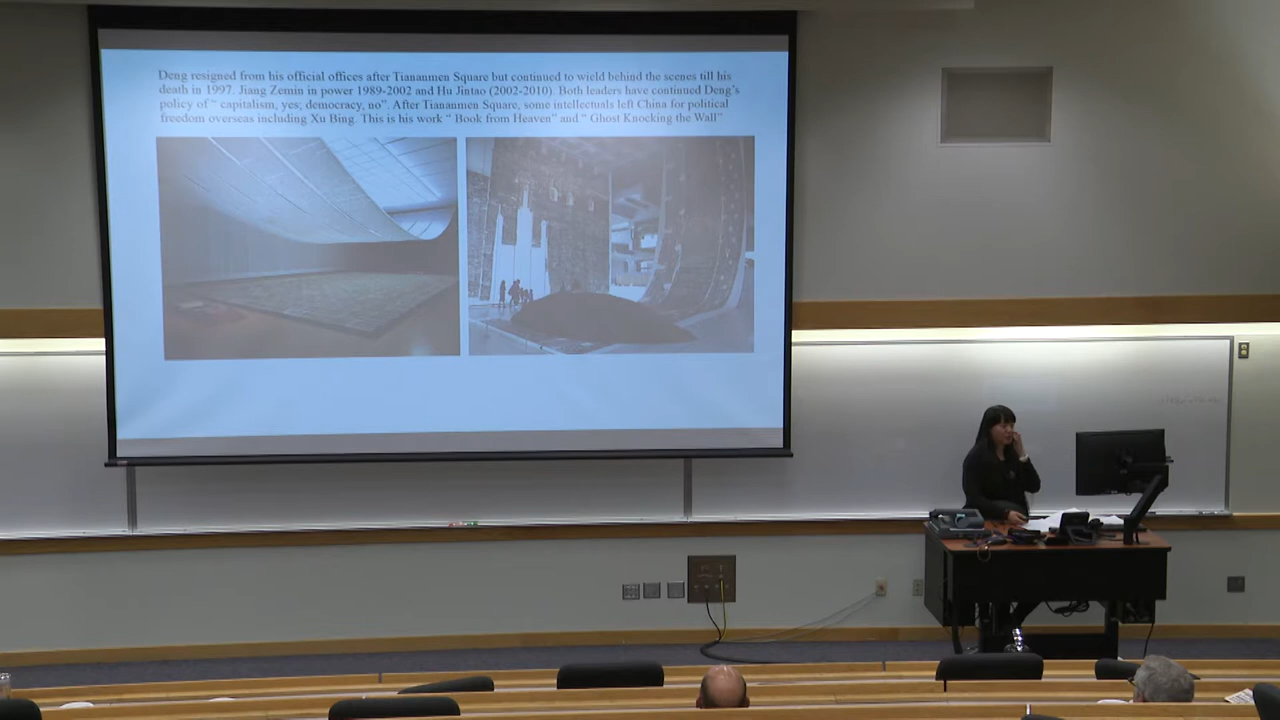 Deng resigned from his official offices after Tiananmen Square but continued to wield behind the scenes till his
death in 1997. Jiang Zemin in power 1989-2002 and Hu Jintao (2002-2010). Both leaders have continued Deng's
policy of " capitalism, yes; democracy, no". After Tiananmen Square, some intellectuals left China for political
freedom overseas including Xu Bing. This is his work " Book from Heaven" and " Ghost Knocking the Wall"